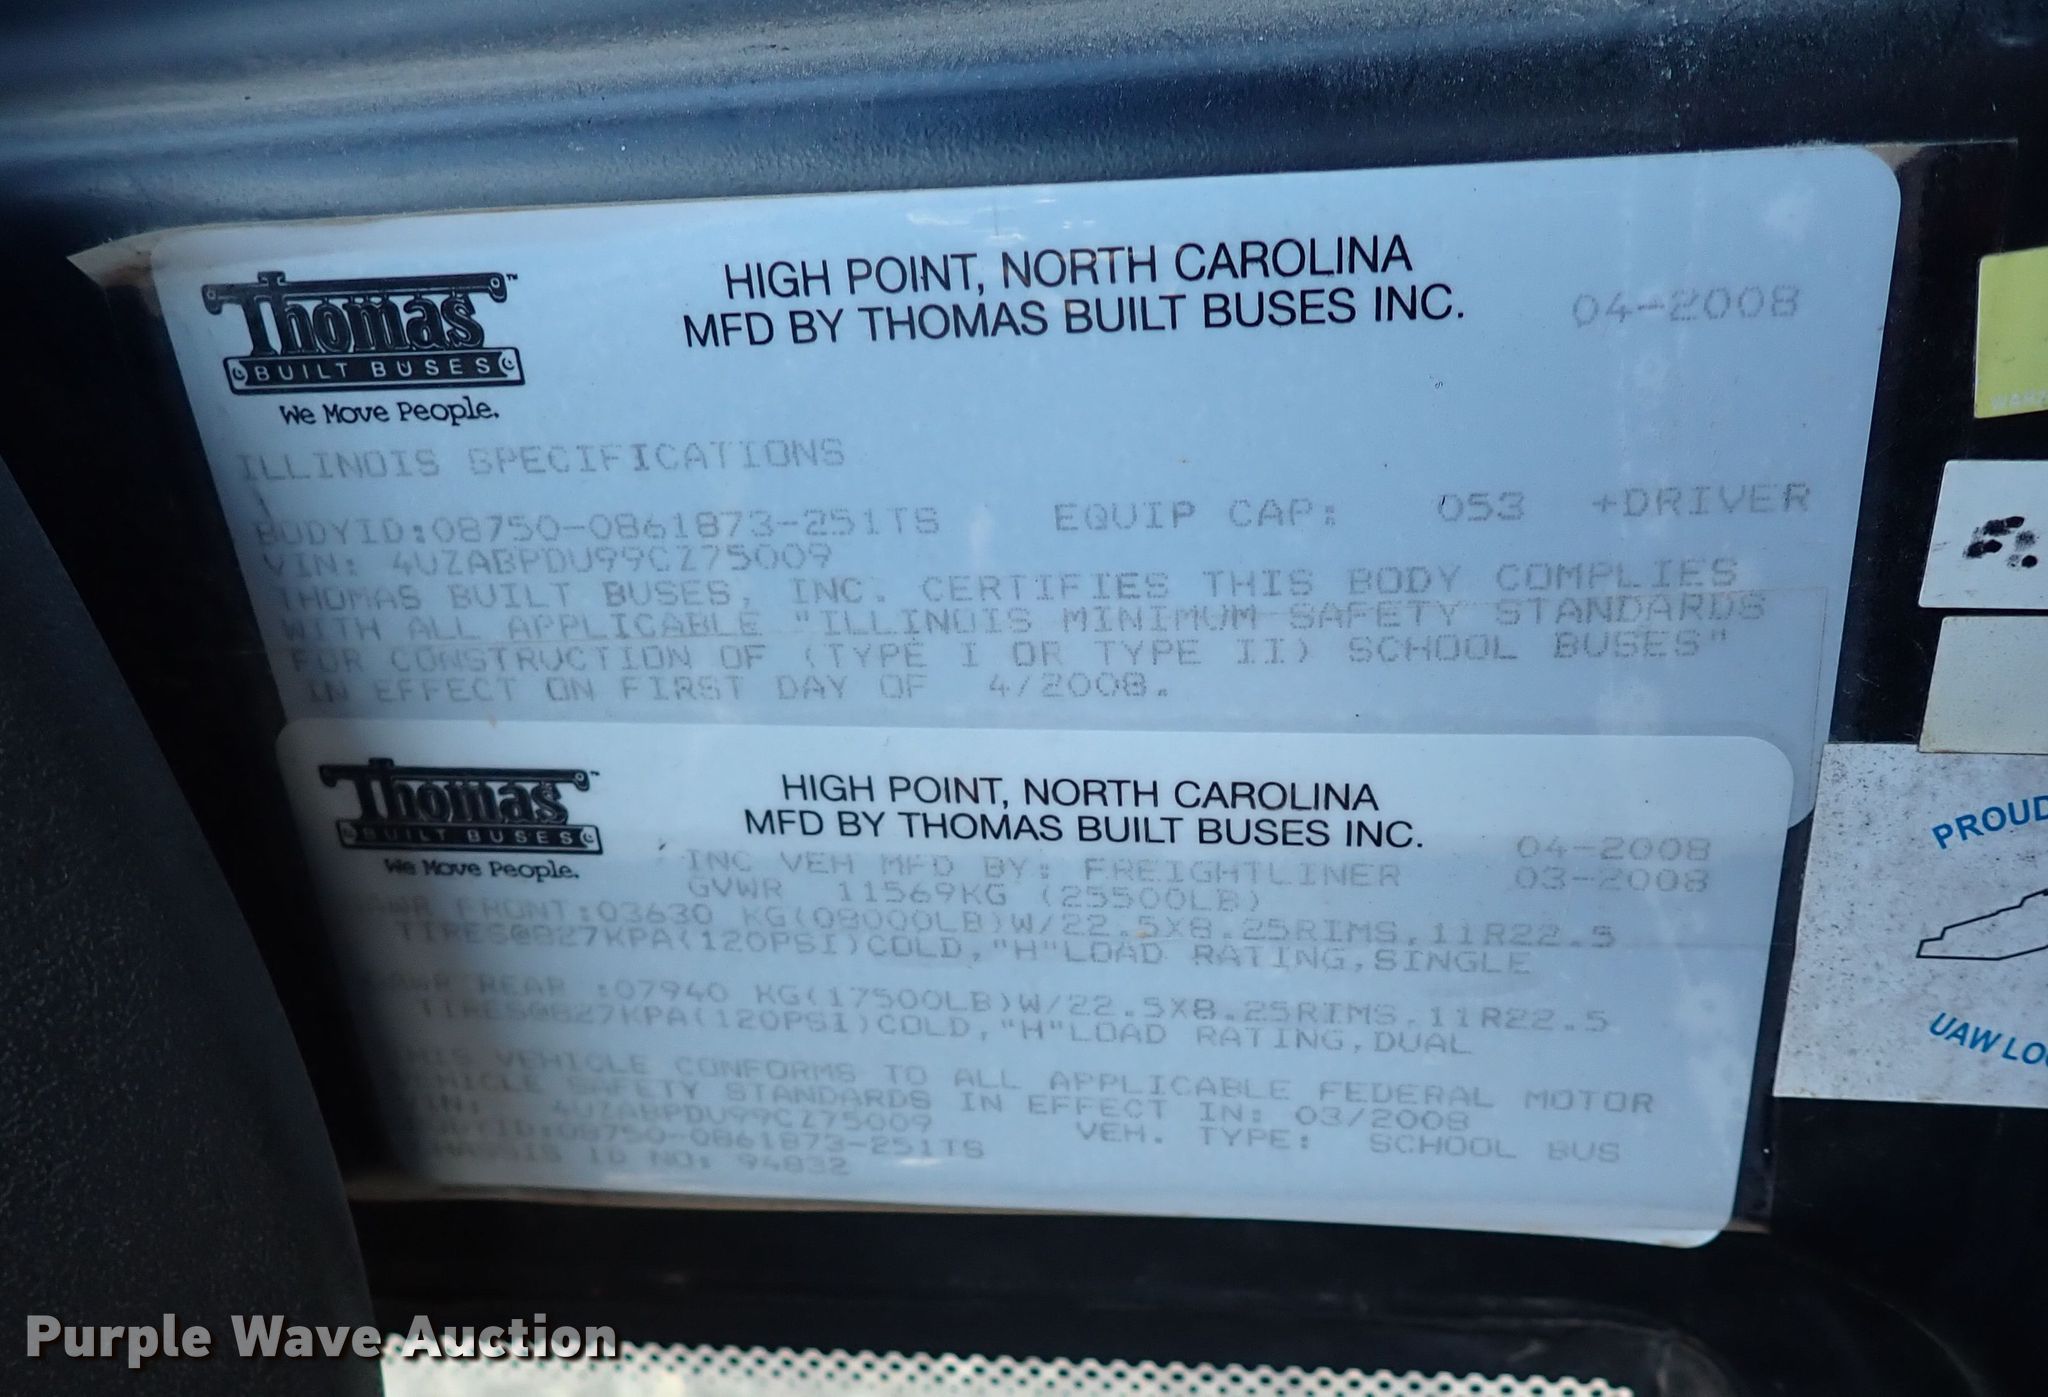 Thomas™
BUILT BUSES
We Move People.
HIGH POINT, NORTH CAROLINA
MFD BY THOMAS BUILT BUSES INC.
04-2008
ILLINOIS SPECIFICATIONS
BODYID:08750-0861873-251TS EQUIP CAP: 053 +DRIVER
VIN: 4UZABPDU99CZ75009
THOMAS BUILT BUSES, INC. CERTIFIES THIS BODY COMPLIES
WITH ALL APPLICABLE "ILLINOIS MINIMUM SAFETY STANDARDS
FOR CONSTRUCTION OF (TYPE I OR TYPE II) SCHOOL BUSES"
IN EFFECT ON FIRST DAY OF 4/2008.
Thomas™
BUILT BUSES
We Move People.
HIGH POINT, NORTH CAROLINA
MFD BY THOMAS BUILT BUSES INC.
04-2008
INC VEH MFD BY: FREIGHTLINER 03-2008
GVWR 11569KG (25500LB)
FRONT:03630 KG(08000LB)W/22.5X8.25RIMS,11R22.5
TIRES@827KPA(120PSI)COLD,"H"LOAD RATING,SINGLE
REAR :07940 KG(17500LB)W/22.5X8.25RIMS,11R22.5
TIRES@827KPA(120PSI)COLD,"H"LOAD RATING,DUAL
THIS VEHICLE CONFORMS TO ALL APPLICABLE FEDERAL MOTOR
VEHICLE SAFETY STANDARDS IN EFFECT IN: 03/2008
VIN: 4UZABPDU99CZ75009 VEH. TYPE: SCHOOL BUS
BODYID:08750-0861873-251TS
CHASSIS ID NO: 94832
PROUD
UAW
Purple Wave Auction